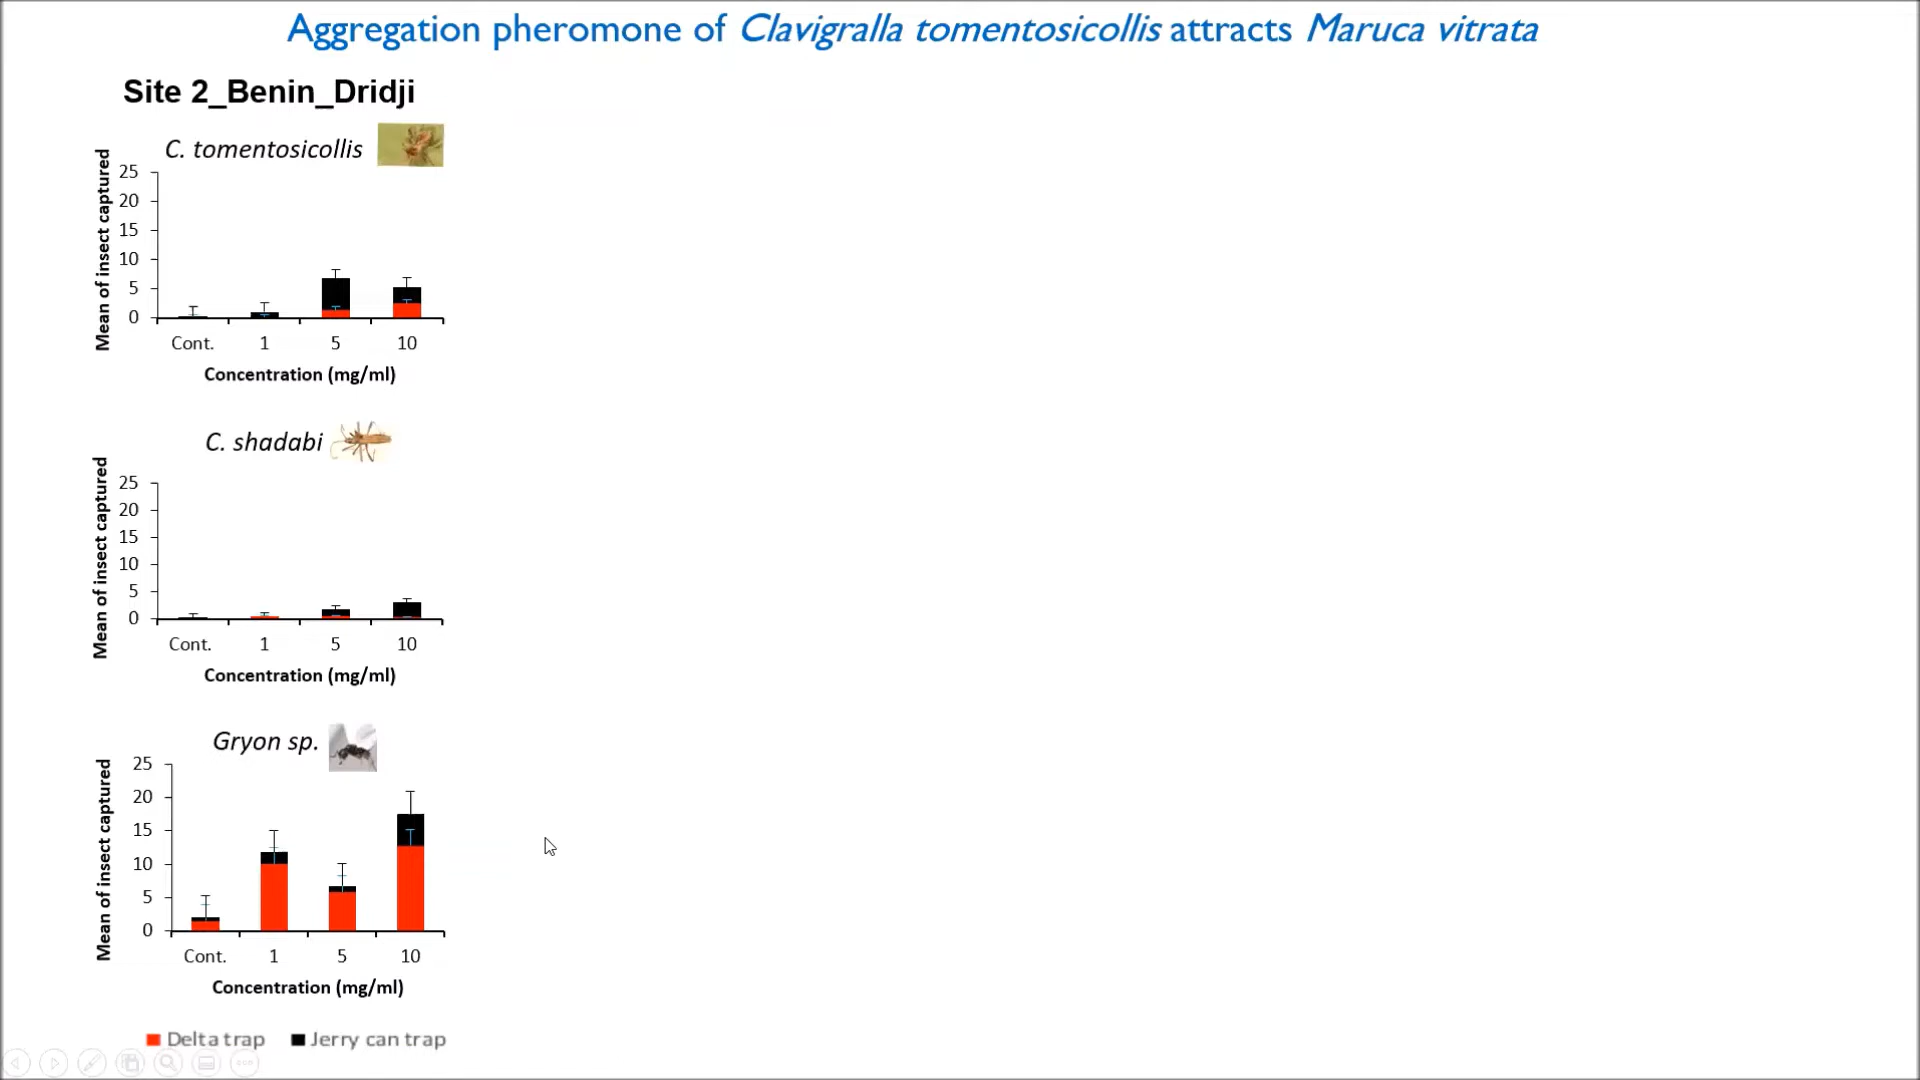 Aggregation pheromone of Clavigralla tomentosicollis attracts Maruca vitrata
Site 2_Benin_Dridji
C. tomentosicollis
Mean of insect captured
25
20
15
10
5
0
Cont. 1 5 10
Concentration (mg/ml)
C. shadabi
Mean of insect captured
25
20
15
10
5
0
Cont. 1 5 10
Concentration (mg/ml)
Gryon sp.
Mean of insect captured
25
20
15
10
5
0
Cont. 1 5 10
Concentration (mg/ml)
Delta trap Jerry can trap